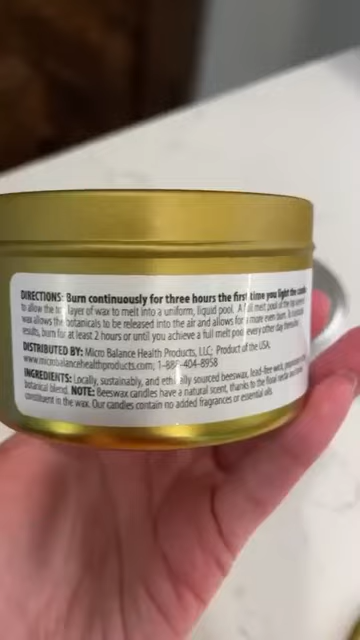 DIRECTIONS: Burn continuously for three hours the first time you light the candle
to allow the top layer of wax to melt into a uniform, liquid pool. A full melt pool of the top
wax allows the botanicals to be released into the air and allows for a more even burn.
results, burn for at least 2 hours or until you achieve a full melt pool every other day
DISTRIBUTED BY: Micro Balance Health Products, LLC; Product of the USA.
www.microbalancehealthproducts.com; 1-88 -404-8958
INGREDIENTS: Locally, sustainably, and ethically sourced beeswax, lead-free wick,
botanical blend. NOTE: Beeswax candles have a natural scent, thanks to the floral nectar
constituent in the wax. Our candles contain no added fragrances or essential oils.